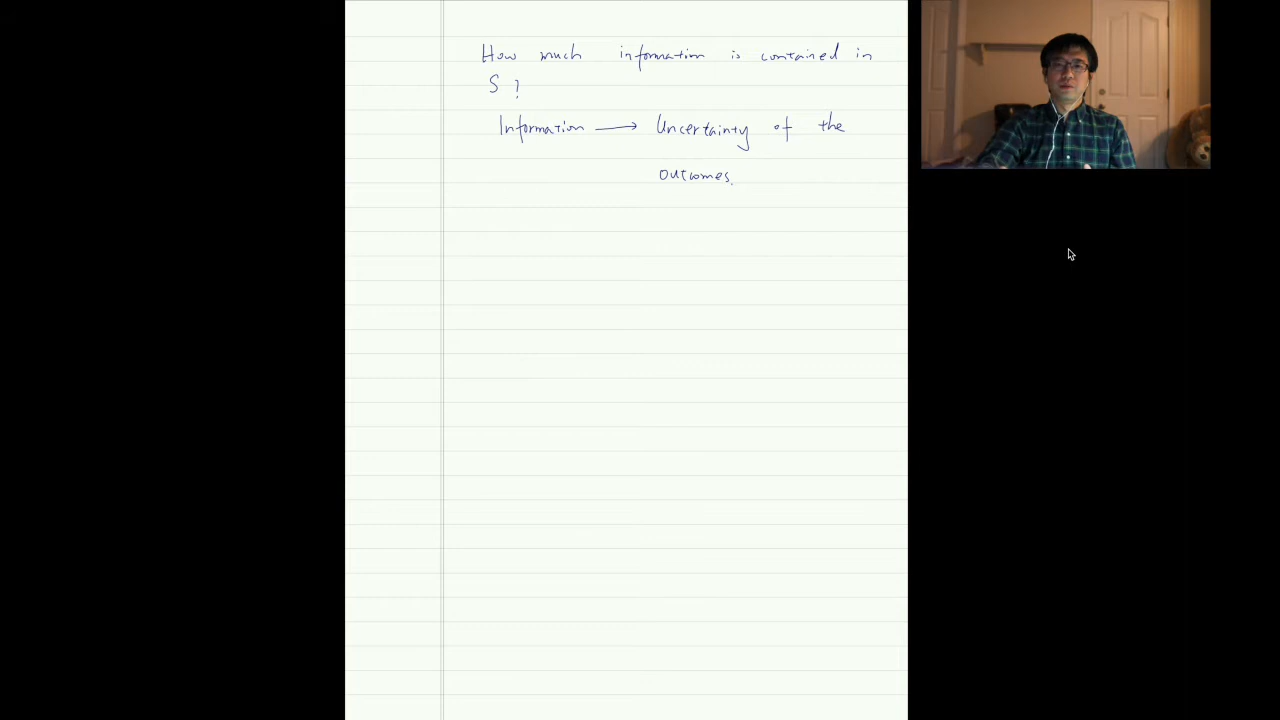 How much information is contained in
S ?
Information → Uncertainty of the
outcomes.